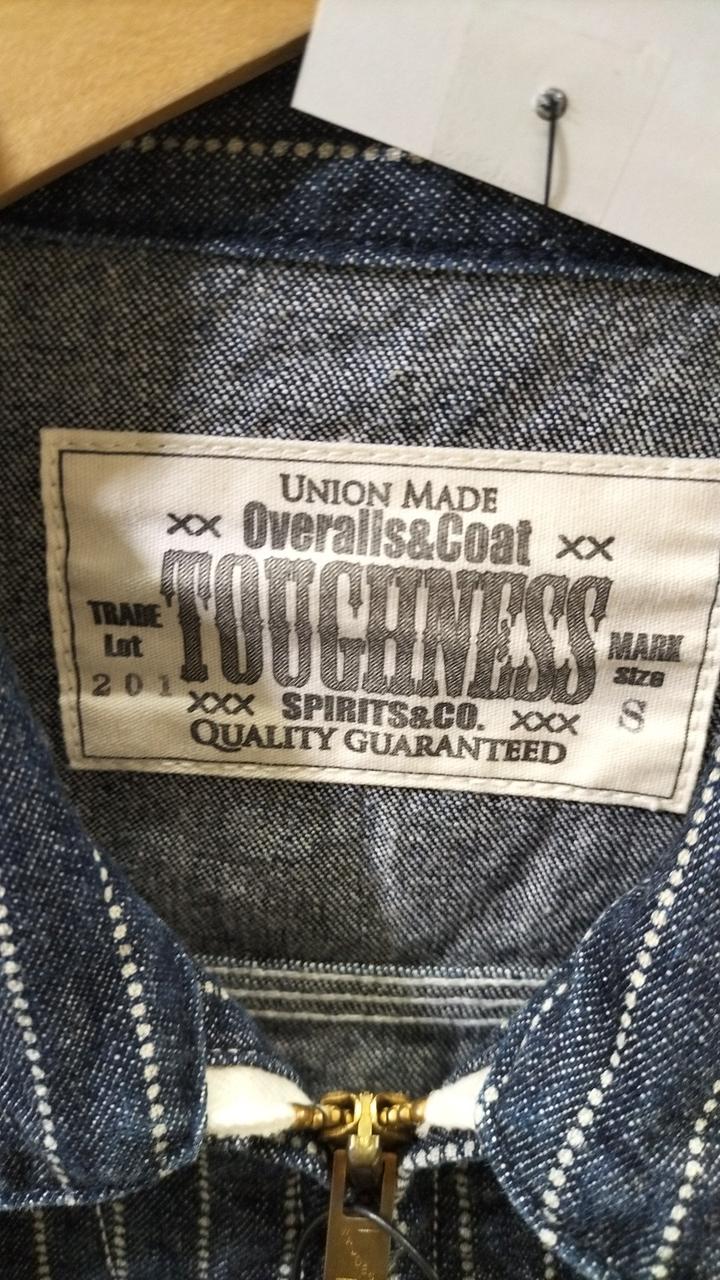 UNION MADE
XX Overalls&Coat XX
TOUGHNESS
TRADE MARK
Lot Size
201 S
XXX SPIRITS&CO. XXX
QUALITY GUARANTEED